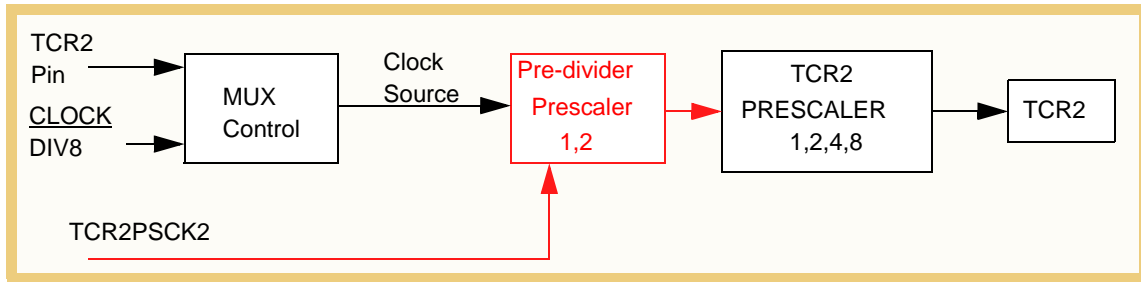 TCR2
Pin
CLOCK
DIV8
MUX
Control
Clock
Source
Pre-divider
Prescaler
1,2
TCR2
PRESCALER
1,2,4,8
TCR2
TCR2PSCK2